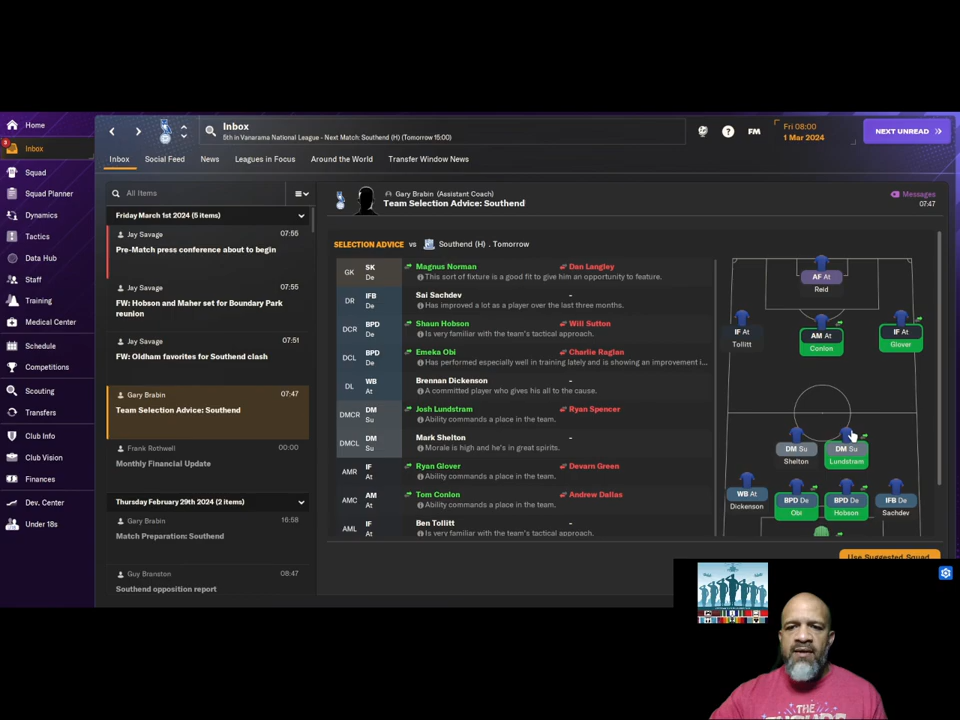 Home
3
Inbox
Squad
Squad Planner
Dynamics
Tactics
Data Hub
Staff
Training
Medical Center
Schedule
Competitions
Scouting
Transfers
Club Info
Club Vision
Finances
Dev. Center
Under 18s
Inbox
5th in Vanarama National League - Next Match: Southend (H) (Tomorrow 15:00)
FM
Fri 08:00
1 Mar 2024
NEXT UNREAD
Inbox
Social Feed
News
Leagues in Focus
Around the World
Transfer Window News
All Items
Friday March 1st 2024 (5 items)
Jay Savage
07:55
Pre-Match press conference about to begin
Jay Savage
07:55
FW: Hobson and Maher set for Boundary Park
reunion
Jay Savage
07:51
FW: Oldham favorites for Southend clash
Gary Brabin
07:47
Team Selection Advice: Southend
Frank Rothwell
00:00
Monthly Financial Update
Thursday February 29th 2024 (2 items)
Gary Brabin
16:58
Match Preparation: Southend
Guy Branston
08:47
Southend opposition report
Gary Brabin (Assistant Coach)
Team Selection Advice: Southend
Messages
07:47
SELECTION ADVICE vs Southend (H) . Tomorrow
GK SK De Magnus Norman Dan Langley
This sort of fixture is a good fit to give him an opportunity to feature.
DR IFB De Sai Sachdev -
Has improved a lot as a player over the last three months.
DCR BPD De Shaun Hobson Will Sutton
Is very familiar with the team's tactical approach.
DCL BPD De Emeka Obi Charlie Raglan
Has performed especially well in training lately and is showing an improvement i...
DL WB At Brennan Dickenson -
A committed player who gives his all to the cause.
DMCR DM Su Josh Lundstram Ryan Spencer
Ability commands a place in the team.
DMCL DM Su Mark Shelton -
Morale is high and he's in great spirits.
AMR IF At Ryan Glover Devarn Green
Ability commands a place in the team.
AMC AM At Tom Conlon Andrew Dallas
Ability commands a place in the team.
AML IF At Ben Tollitt -
Is very familiar with the team's tactical approach.
AF At
Reid
IF At
Tollitt
AM At
Conlon
IF At
Glover
DM Su
Shelton
DM Su
Lundstram
WB At
Dickenson
BPD De
Obi
BPD De
Hobson
IFB De
Sachdev
Use Suggested Squad
THE